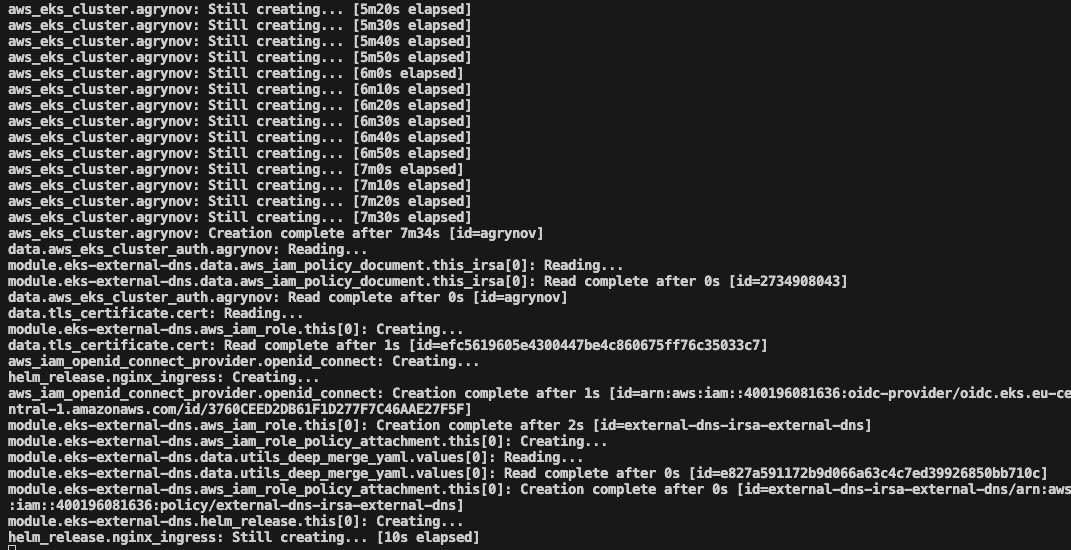 aws_eks_cluster.agrynov: Still creating... [5m20s elapsed]
aws_eks_cluster.agrynov: Still creating... [5m30s elapsed]
aws_eks_cluster.agrynov: Still creating... [5m40s elapsed]
aws_eks_cluster.agrynov: Still creating... [5m50s elapsed]
aws_eks_cluster.agrynov: Still creating... [6m0s elapsed]
aws_eks_cluster.agrynov: Still creating... [6m10s elapsed]
aws_eks_cluster.agrynov: Still creating... [6m20s elapsed]
aws_eks_cluster.agrynov: Still creating... [6m30s elapsed]
aws_eks_cluster.agrynov: Still creating... [6m40s elapsed]
aws_eks_cluster.agrynov: Still creating... [6m50s elapsed]
aws_eks_cluster.agrynov: Still creating... [7m0s elapsed]
aws_eks_cluster.agrynov: Still creating... [7m10s elapsed]
aws_eks_cluster.agrynov: Still creating... [7m20s elapsed]
aws_eks_cluster.agrynov: Still creating... [7m30s elapsed]
aws_eks_cluster.agrynov: Creation complete after 7m34s [id=agrynov]
data.aws_eks_cluster_auth.agrynov: Reading...
module.eks-external-dns.data.aws_iam_policy_document.this_irsa[0]: Reading...
module.eks-external-dns.data.aws_iam_policy_document.this_irsa[0]: Read complete after 0s [id=2734908043]
data.aws_eks_cluster_auth.agrynov: Read complete after 0s [id=agrynov]
data.tls_certificate.cert: Reading...
module.eks-external-dns.aws_iam_role.this[0]: Creating...
data.tls_certificate.cert: Read complete after 1s [id=efc5619605e4300447be4c860675ff76c35033c7]
aws_iam_openid_connect_provider.openid_connect: Creating...
helm_release.nginx_ingress: Creating...
aws_iam_openid_connect_provider.openid_connect: Creation complete after 1s [id=arn:aws:iam::400196081636:oidc-provider/oidc.eks.eu-ce
ntral-1.amazonaws.com/id/3760CEED2DB61F1D277F7C46AAE27F5F]
module.eks-external-dns.aws_iam_role.this[0]: Creation complete after 2s [id=external-dns-irsa-external-dns]
module.eks-external-dns.aws_iam_role_policy_attachment.this[0]: Creating...
module.eks-external-dns.data.utils_deep_merge_yaml.values[0]: Reading...
module.eks-external-dns.data.utils_deep_merge_yaml.values[0]: Read complete after 0s [id=e827a591172b9d066a63c4c7ed39926850bb710c]
module.eks-external-dns.aws_iam_role_policy_attachment.this[0]: Creation complete after 0s [id=external-dns-irsa-external-dns/arn:aws
:iam::400196081636:policy/external-dns-irsa-external-dns]
module.eks-external-dns.helm_release.this[0]: Creating...
helm_release.nginx_ingress: Still creating... [10s elapsed]